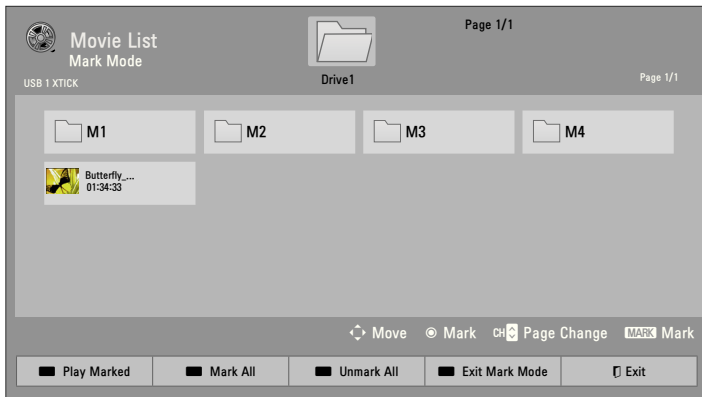 Movie List
Page 1/1
Mark Mode
USB 1 XTICK
Drive1
Page 1/1
M1
M2
M3
M4
Butterfly_...
01:34:33
Move
Mark
CH
Page Change
MARK
Mark
Play Marked
Mark All
Unmark All
Exit Mark Mode
Exit